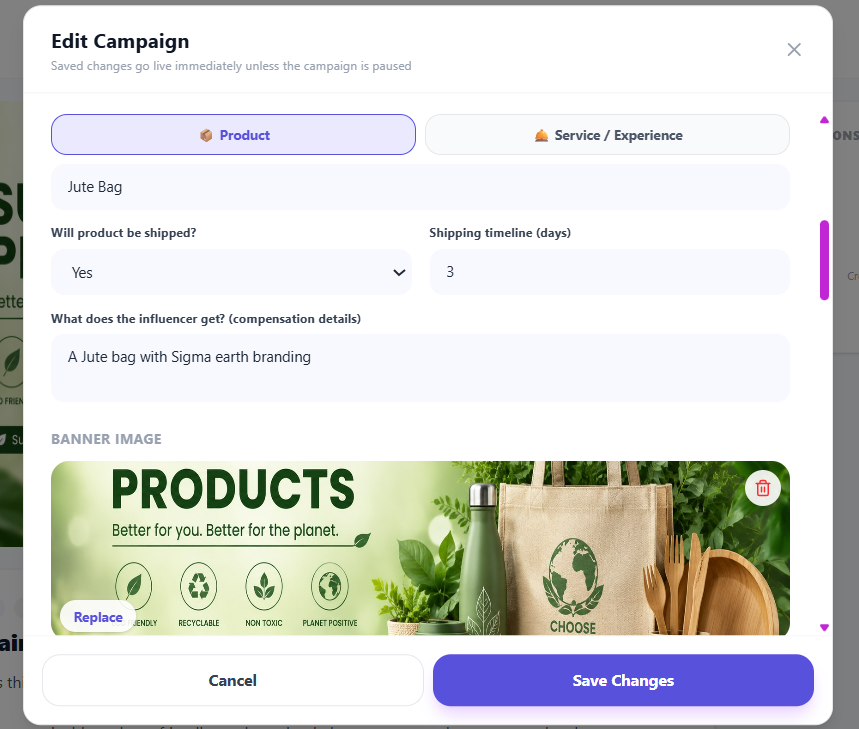 Edit Campaign
Saved changes go live immediately unless the campaign is paused
Product
Service / Experience
Jute Bag
Will product be shipped?
Shipping timeline (days)
Yes
3
What does the influencer get? (compensation details)
A Jute bag with Sigma earth branding
BANNER IMAGE
PRODUCTS
Better for you. Better for the planet.
Replace
RECYCLABLE
NON TOXIC
PLANET POSITIVE
CHOOSE
Cancel
Save Changes